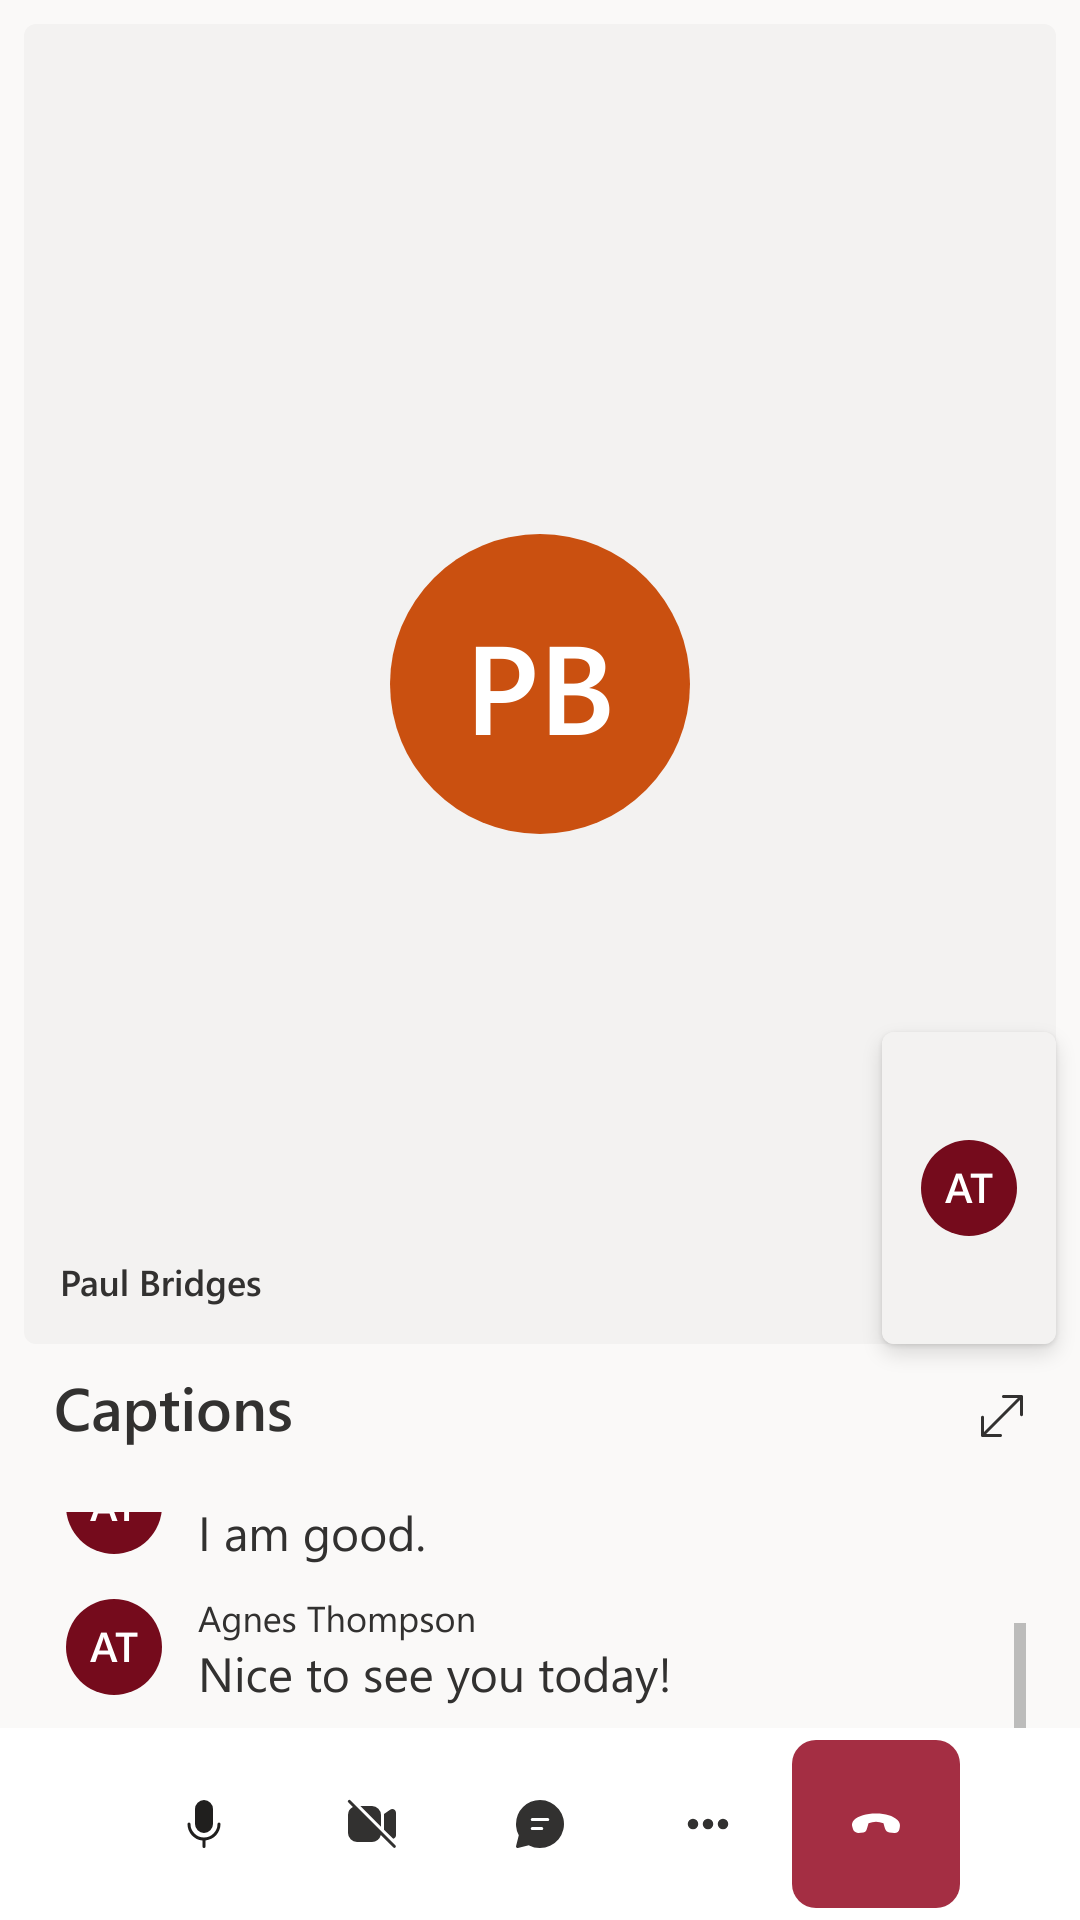 PB
AT
Paul Bridges
Captions
I am good.
Agnes Thompson
AT
Nice to see you today!